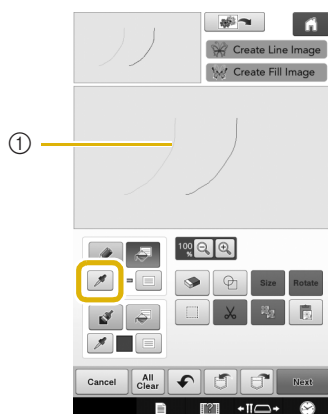 Create Line Image
Create Fill Image
①
100
%
=
Size
Rotate
Cancel
All
Clear
Next